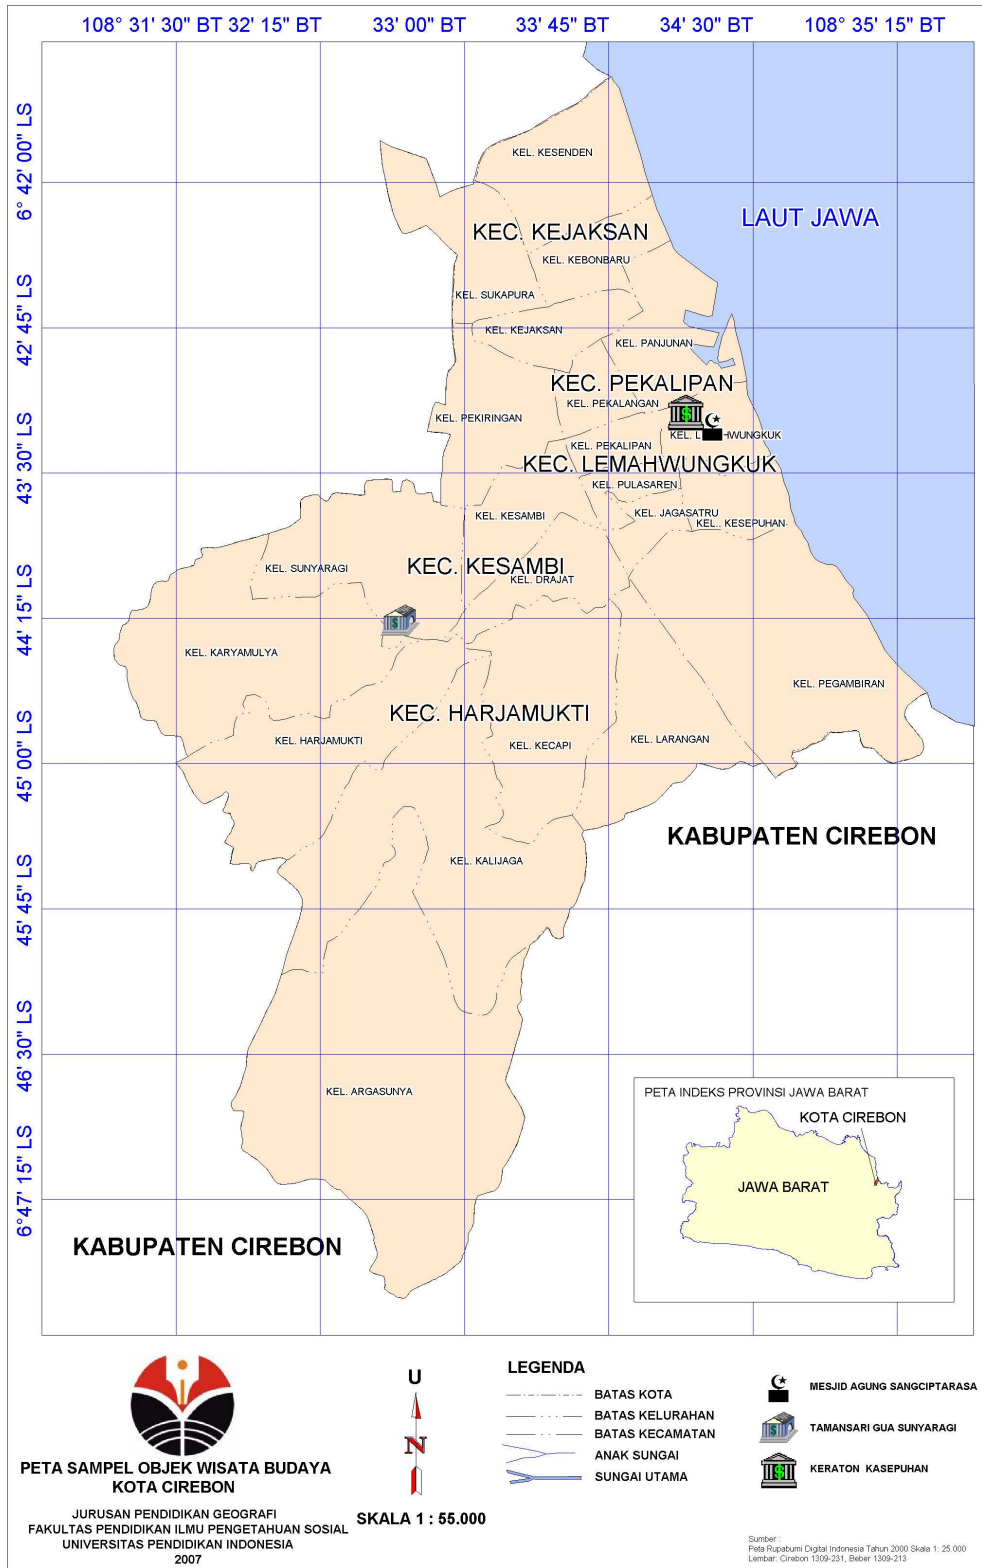 108° 31' 30" BT 32' 15" BT 33' 00" BT 33' 45" BT 34' 30" BT 108° 35' 15" BT
6° 42' 00" LS
42' 45" LS
43' 30" LS
44' 15" LS
45' 00" LS
45' 45" LS
46' 30" LS
6°47' 15" LS
KEL. KESENDEN
LAUT JAWA
KEC. KEJAKSAN
KEL. KEBONBARU
KEL. SUKAPURA
KEL. KEJAKSAN
KEL. PANJUNAN
KEC. PEKALIPAN
KEL. PEKALANGAN
KEL. PEKIRINGAN
KEL. L HWUNGKUK
KEL. PEKALIPAN
KEC. LEMAHWUNGKUK
KEL. PULASAREN
KEL. JAGASATRU
KEL. KESAMBI
KEL.. KESEPUHAN
KEL. SUNYARAGI
KEC. KESAMBI
KEL. DRAJAT
KEL. KARYAMULYA
KEL. PEGAMBIRAN
KEC. HARJAMUKTI
KEL. HARJAMUKTI
KEL. KECAPI
KEL. LARANGAN
KABUPATEN CIREBON
KEL. KALIJAGA
KEL. ARGASUNYA
KABUPATEN CIREBON
PETA INDEKS PROVINSI JAWA BARAT
KOTA CIREBON
JAWA BARAT
PETA SAMPEL OBJEK WISATA BUDAYA
KOTA CIREBON
JURUSAN PENDIDIKAN GEOGRAFI
FAKULTAS PENDIDIKAN ILMU PENGETAHUAN SOSIAL
UNIVERSITAS PENDIDIKAN INDONESIA
2007
U
N
SKALA 1 : 55.000
LEGENDA
BATAS KOTA
BATAS KELURAHAN
BATAS KECAMATAN
ANAK SUNGAI
SUNGAI UTAMA
MESJID AGUNG SANGCIPTARASA
TAMANSARI GUA SUNYARAGI
KERATON KASEPUHAN
Sumber :
Peta Rupabumi Digital Indonesia Tahun 2000 Skala 1: 25.000
Lembar: Cirebon 1309-231, Beber 1309-213